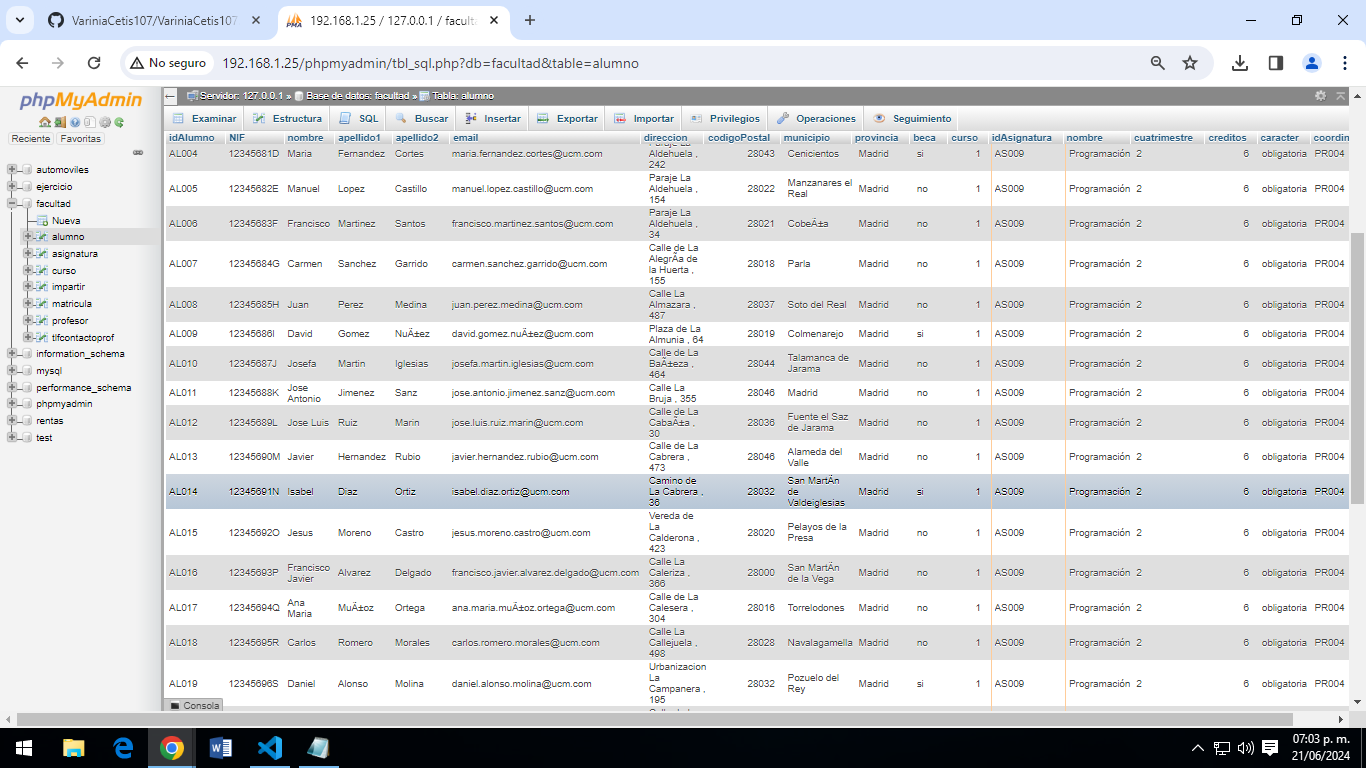 VariniaCetis107/VariniaCetis107
192.168.1.25 / 127.0.0.1 / faculta
No seguro
192.168.1.25/phpmyadmin/tbl_sql.php?db=facultad&table=alumno
phpMyAdmin
Reciente Favoritas
automoviles
ejercicio
facultad
Nueva
alumno
asignatura
curso
impartir
matricula
profesor
tlfcontactoprof
information_schema
mysql
performance_schema
phpmyadmin
rentas
test
Servidor: 127.0.0.1 » Base de datos: facultad » Tabla: alumno
Examinar Estructura SQL Buscar Insertar Exportar Importar Privilegios Operaciones Seguimiento
idAlumno NIF nombre apellido1 apellido2 email direccion codigoPostal municipio provincia beca curso idAsignatura nombre cuatrimestre creditos caracter coordin
AL004 12345681D Maria Fernandez Cortes maria.fernandez.cortes@ucm.com Paraje La Aldehuela , 242 28043 Cenicientos Madrid si 1 AS009 Programación 2 6 obligatoria PR004
AL005 12345682E Manuel Lopez Castillo manuel.lopez.castillo@ucm.com Paraje La Aldehuela , 154 28022 Manzanares el Real Madrid no 1 AS009 Programación 2 6 obligatoria PR004
AL006 12345683F Francisco Martinez Santos francisco.martinez.santos@ucm.com Paraje La Aldehuela , 34 28021 CobeÃ±a Madrid no 1 AS009 Programación 2 6 obligatoria PR004
AL007 12345684G Carmen Sanchez Garrido carmen.sanchez.garrido@ucm.com Calle de La AlegrÃa de la Huerta , 155 28018 Parla Madrid no 1 AS009 Programación 2 6 obligatoria PR004
AL008 12345685H Juan Perez Medina juan.perez.medina@ucm.com Calle La Almazara , 487 28037 Soto del Real Madrid no 1 AS009 Programación 2 6 obligatoria PR004
AL009 12345686I David Gomez NuÃ±ez david.gomez.nuÃ±ez@ucm.com Plaza de La Almunia , 64 28019 Colmenarejo Madrid si 1 AS009 Programación 2 6 obligatoria PR004
AL010 12345687J Josefa Martin Iglesias josefa.martin.iglesias@ucm.com Calle de La BaÃ±eza , 464 28044 Talamanca de Jarama Madrid no 1 AS009 Programación 2 6 obligatoria PR004
AL011 12345688K Jose Antonio Jimenez Sanz jose.antonio.jimenez.sanz@ucm.com Calle La Bruja , 355 28046 Madrid Madrid no 1 AS009 Programación 2 6 obligatoria PR004
AL012 12345689L Jose Luis Ruiz Marin jose.luis.ruiz.marin@ucm.com Calle de La CabaÃ±a , 30 28036 Fuente el Saz de Jarama Madrid no 1 AS009 Programación 2 6 obligatoria PR004
AL013 12345690M Javier Hernandez Rubio javier.hernandez.rubio@ucm.com Calle de La Cabrera , 473 28046 Alameda del Valle Madrid no 1 AS009 Programación 2 6 obligatoria PR004
AL014 12345691N Isabel Diaz Ortiz isabel.diaz.ortiz@ucm.com Camino de La Cabrera , 36 28032 San MartÃn de Valdeiglesias Madrid si 1 AS009 Programación 2 6 obligatoria PR004
AL015 12345692O Jesus Moreno Castro jesus.moreno.castro@ucm.com Vereda de La Calderona , 423 28020 Pelayos de la Presa Madrid no 1 AS009 Programación 2 6 obligatoria PR004
AL016 12345693P Francisco Javier Alvarez Delgado francisco.javier.alvarez.delgado@ucm.com Calle La Caleriza , 366 28000 San MartÃn de la Vega Madrid no 1 AS009 Programación 2 6 obligatoria PR004
AL017 12345694Q Ana Maria MuÃ±oz Ortega ana.maria.muÃ±oz.ortega@ucm.com Calle de La Calesera , 304 28016 Torrelodones Madrid no 1 AS009 Programación 2 6 obligatoria PR004
AL018 12345695R Carlos Romero Morales carlos.romero.morales@ucm.com Calle La Callejuela , 498 28028 Navalagamella Madrid no 1 AS009 Programación 2 6 obligatoria PR004
AL019 12345696S Daniel Alonso Molina daniel.alonso.molina@ucm.com Urbanizacion La Campanera , 195 28032 Pozuelo del Rey Madrid si 1 AS009 Programación 2 6 obligatoria PR004
Consola
07:03 p. m.
21/06/2024